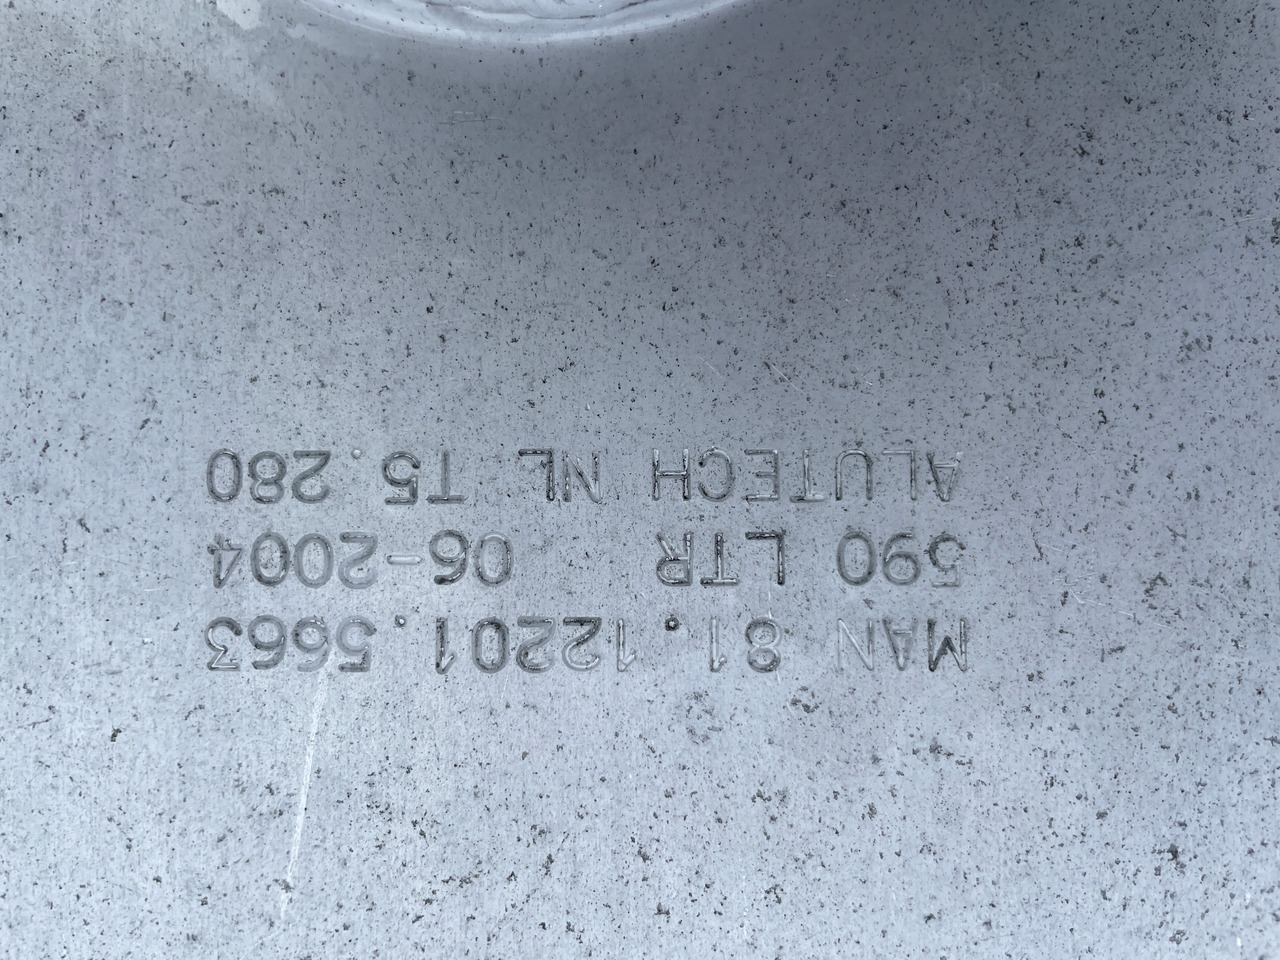 MAN 81.12201.5663
590 LTR 06-2004
ALUTECH NL T5.280